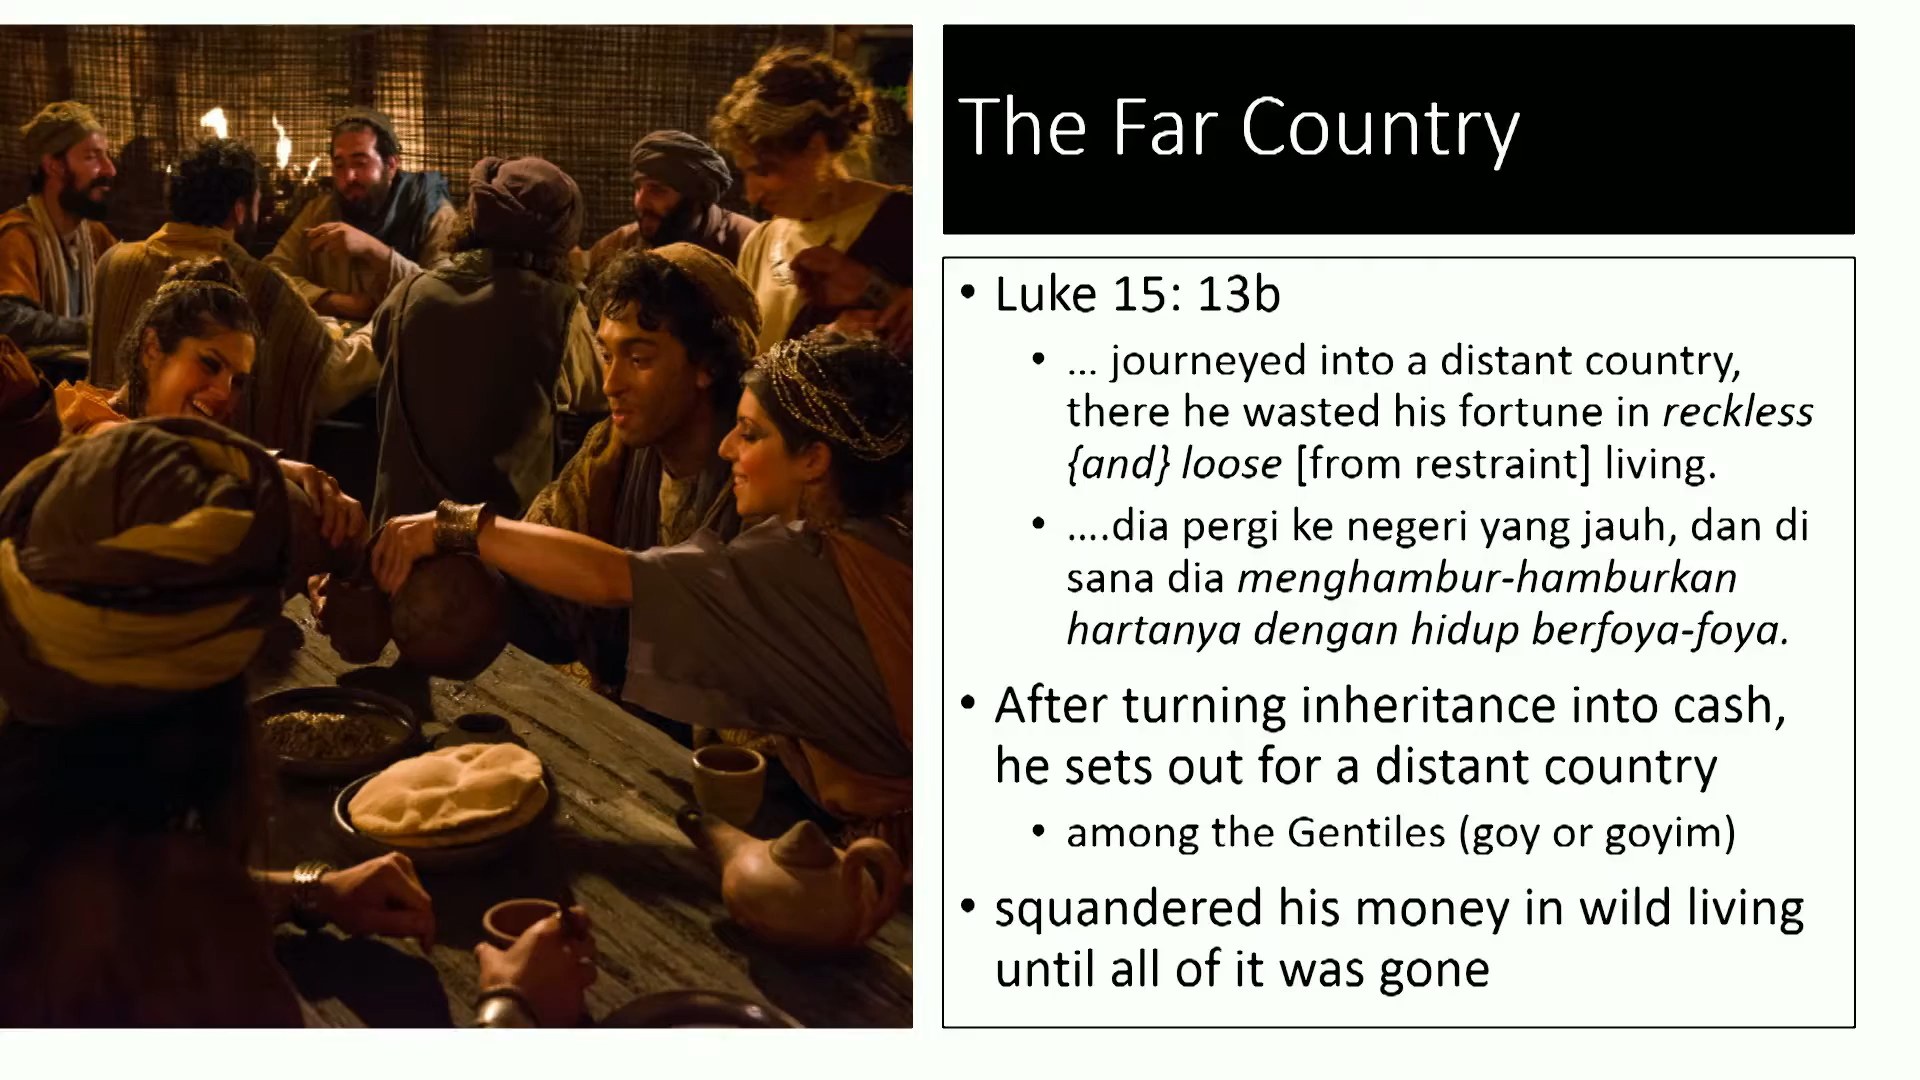 The Far Country
• Luke 15: 13b
• ... journeyed into a distant country,
there he wasted his fortune in reckless
{and} loose [from restraint] living.
• ....dia pergi ke negeri yang jauh, dan di
sana dia menghambur-hamburkan
hartanya dengan hidup berfoya-foya.
• After turning inheritance into cash,
he sets out for a distant country
• among the Gentiles (goy or goyim)
• squandered his money in wild living
until all of it was gone